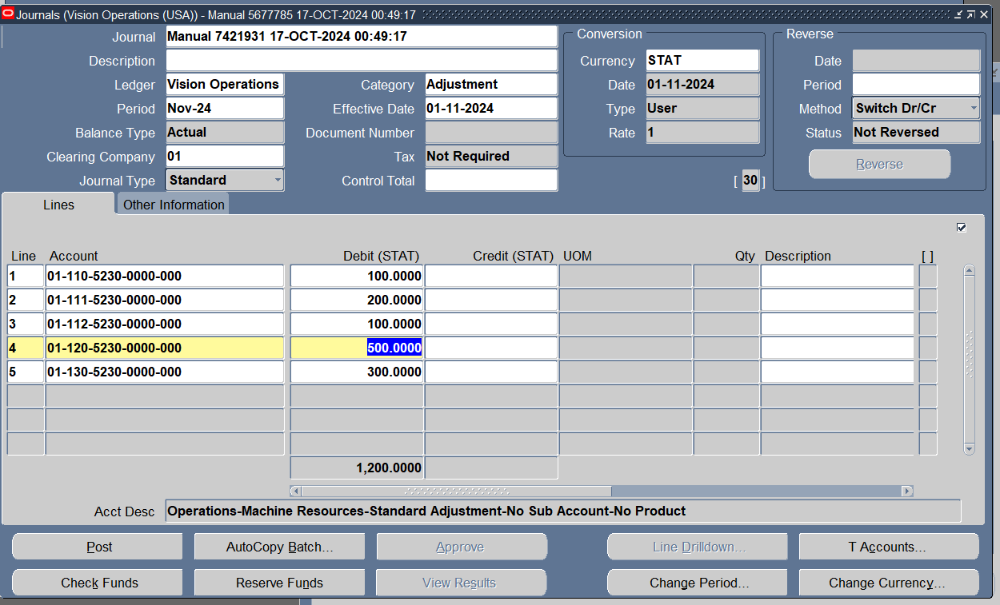 Journals (Vision Operations (USA)) - Manual 5677785 17-OCT-2024 00:49:17
Journal Manual 7421931 17-OCT-2024 00:49:17
Description
Ledger Vision Operations Category Adjustment
Period Nov-24 Effective Date 01-11-2024
Balance Type Actual Document Number
Clearing Company 01 Tax Not Required
Journal Type Standard Control Total
Conversion
Currency STAT
Date 01-11-2024
Type User
Rate 1
[ 30 ]
Reverse
Date
Period
Method Switch Dr/Cr
Status Not Reversed
Reverse
Lines Other Information
Line Account Debit (STAT) Credit (STAT) UOM Qty Description [ ]
1 01-110-5230-0000-000 100.0000
2 01-111-5230-0000-000 200.0000
3 01-112-5230-0000-000 100.0000
4 01-120-5230-0000-000 500.0000
5 01-130-5230-0000-000 300.0000
1,200.0000
Acct Desc Operations-Machine Resources-Standard Adjustment-No Sub Account-No Product
Post AutoCopy Batch... Approve Line Drilldown... T Accounts...
Check Funds Reserve Funds View Results Change Period... Change Currency...